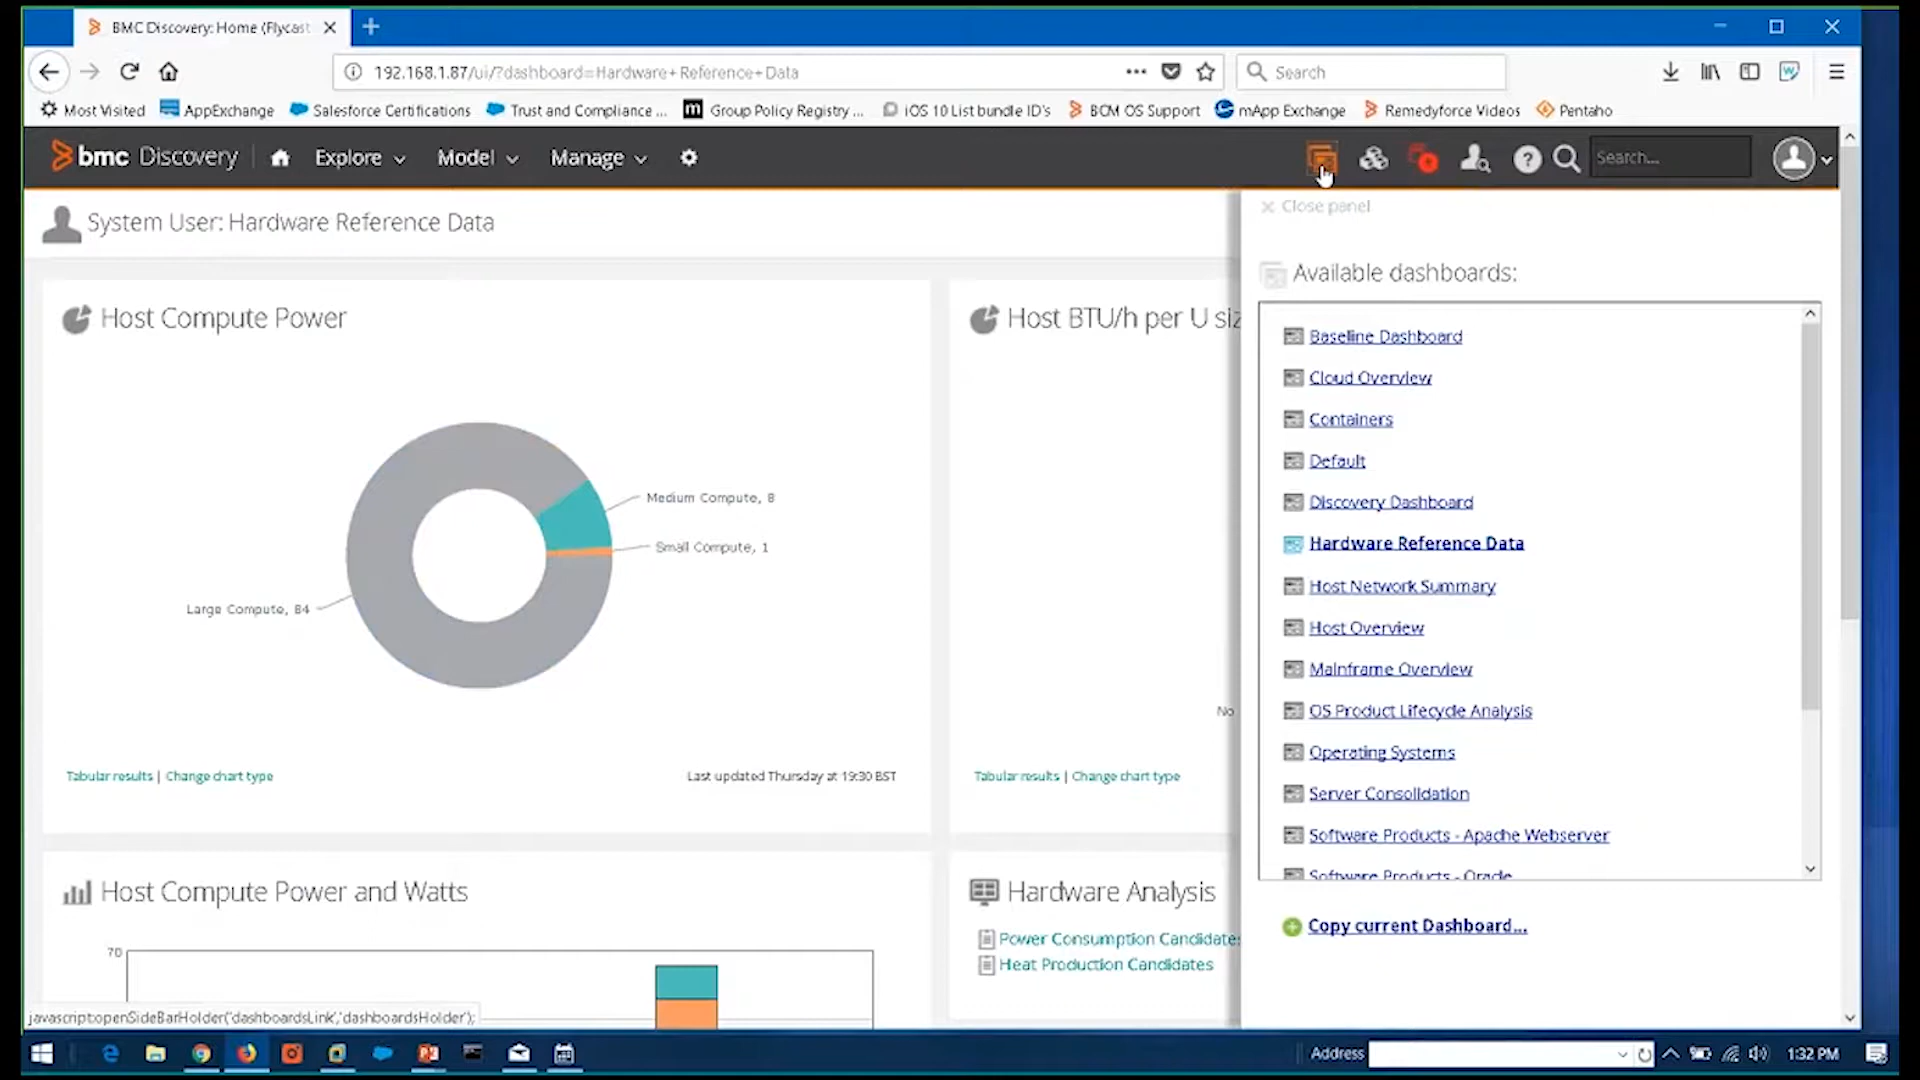 BMC Discovery: Home (Flycast
192.168.1.87/ui/?dashboard=Hardware+Reference+Data
Search
Most Visited
AppExchange
Salesforce Certifications
Trust and Compliance ...
Group Policy Registry ...
iOS 10 List bundle ID's
BCM OS Support
mApp Exchange
Remedyforce Videos
Pentaho
bmc Discovery
Explore
Model
Manage
Search...
System User: Hardware Reference Data
Close panel
Available dashboards:
Baseline Dashboard
Cloud Overview
Containers
Default
Discovery Dashboard
Hardware Reference Data
Host Network Summary
Host Overview
Mainframe Overview
OS Product Lifecycle Analysis
Operating Systems
Server Consolidation
Software Products - Apache Webserver
Software Products - Oracle
Copy current Dashboard...
Host Compute Power
Medium Compute, 8
Small Compute, 1
Large Compute, 84
Tabular results | Change chart type
Last updated Thursday at 19:30 BST
Host BTU/h per U siz
No
Tabular results | Change chart type
Host Compute Power and Watts
70
Hardware Analysis
Power Consumption Candidates
Heat Production Candidates
javascript:openSideBarHolder('dashboardsLink','dashboardsHolder');
Address
1:32 PM